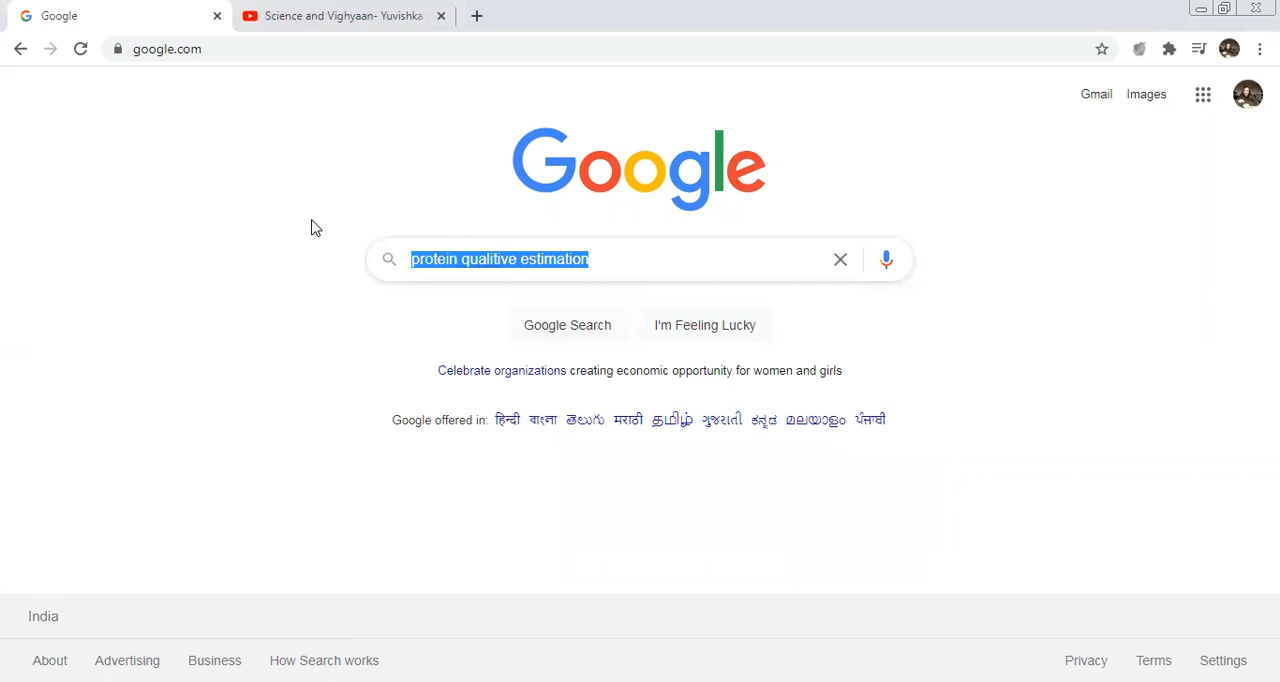 Google
Science and Vighyaan- Yuvishka
google.com
Gmail Images
Google
protein qualitive estimation
Google Search I'm Feeling Lucky
Celebrate organizations creating economic opportunity for women and girls
Google offered in: हिन्दी বাংলা తెలుగు मराठी தமிழ் ગુજરાતી ಕನ್ನಡ മലയാളം ਪੰਜਾਬੀ
India
About Advertising Business How Search works Privacy Terms Settings